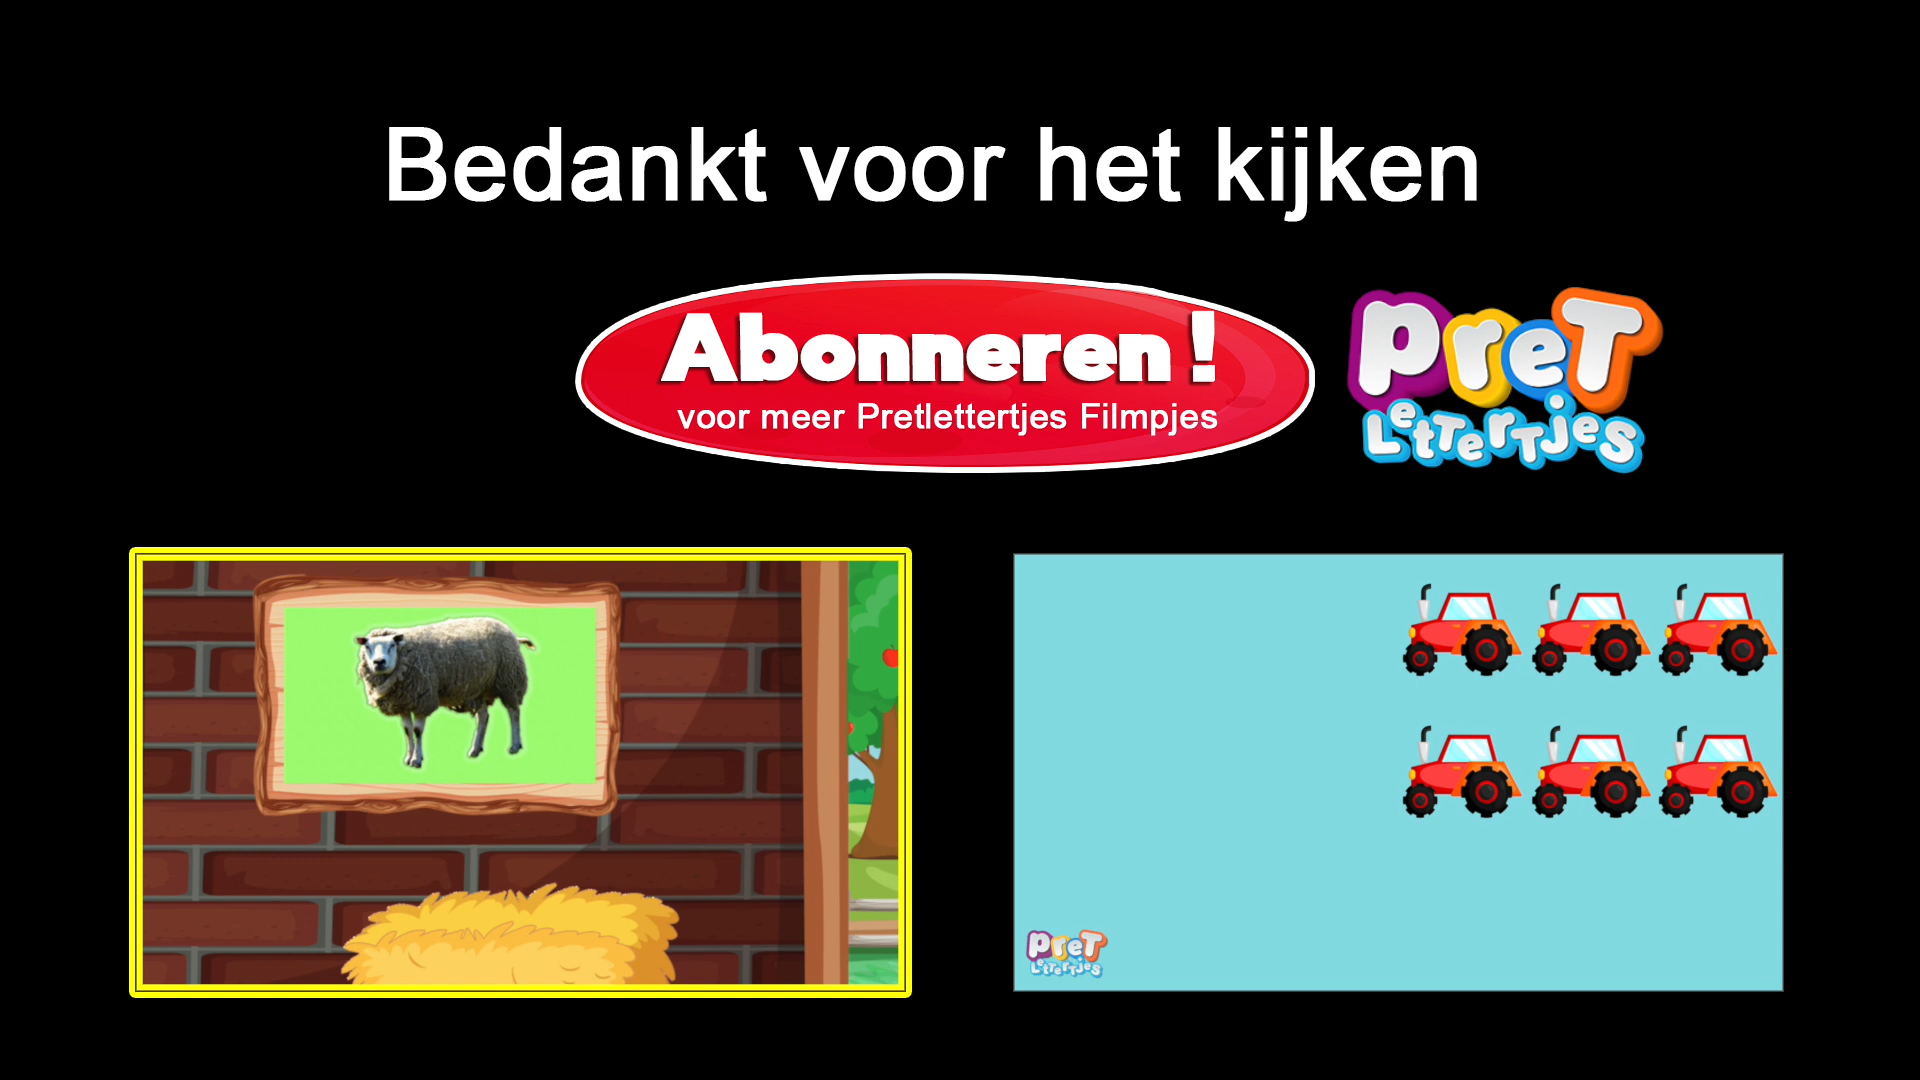 Bedankt voor het kijken
Abonneren!
voor meer Pretlettertjes Filmpjes
PreT
LeTTerTjes
PreT
LeTTerTjes